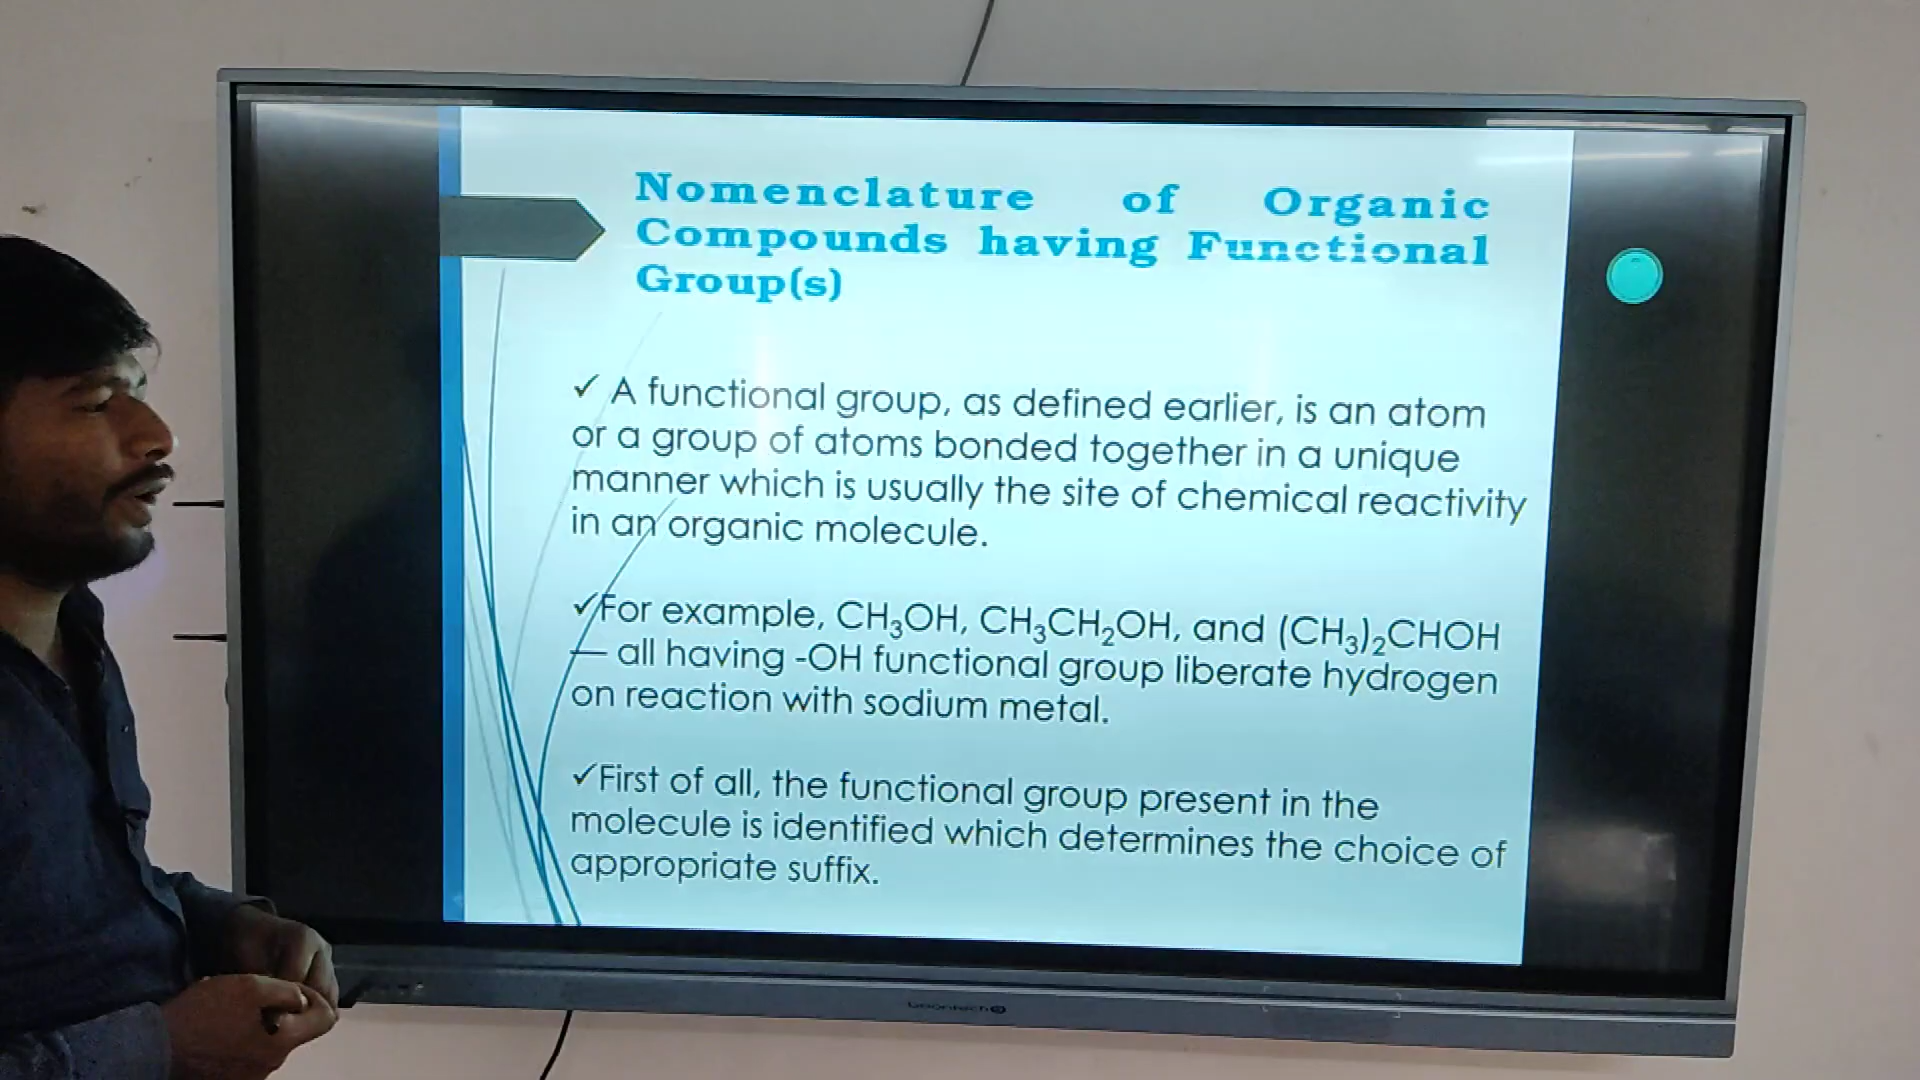 Nomenclature of Organic
Compounds having Functional
Group(s)
✓ A functional group, as defined earlier, is an atom
or a group of atoms bonded together in a unique
manner which is usually the site of chemical reactivity
in an organic molecule.
✓For example, CH₃OH, CH₃CH₂OH, and (CH₃)₂CHOH
— all having -OH functional group liberate hydrogen
on reaction with sodium metal.
✓First of all, the functional group present in the
molecule is identified which determines the choice of
appropriate suffix.